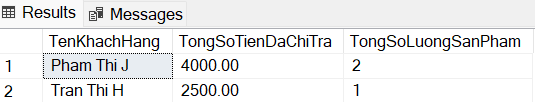 Results Messages
TenKhachHang TongSoTienDaChiTra TongSoLuongSanPham
1 Pham Thi J 4000.00 2
2 Tran Thi H 2500.00 1